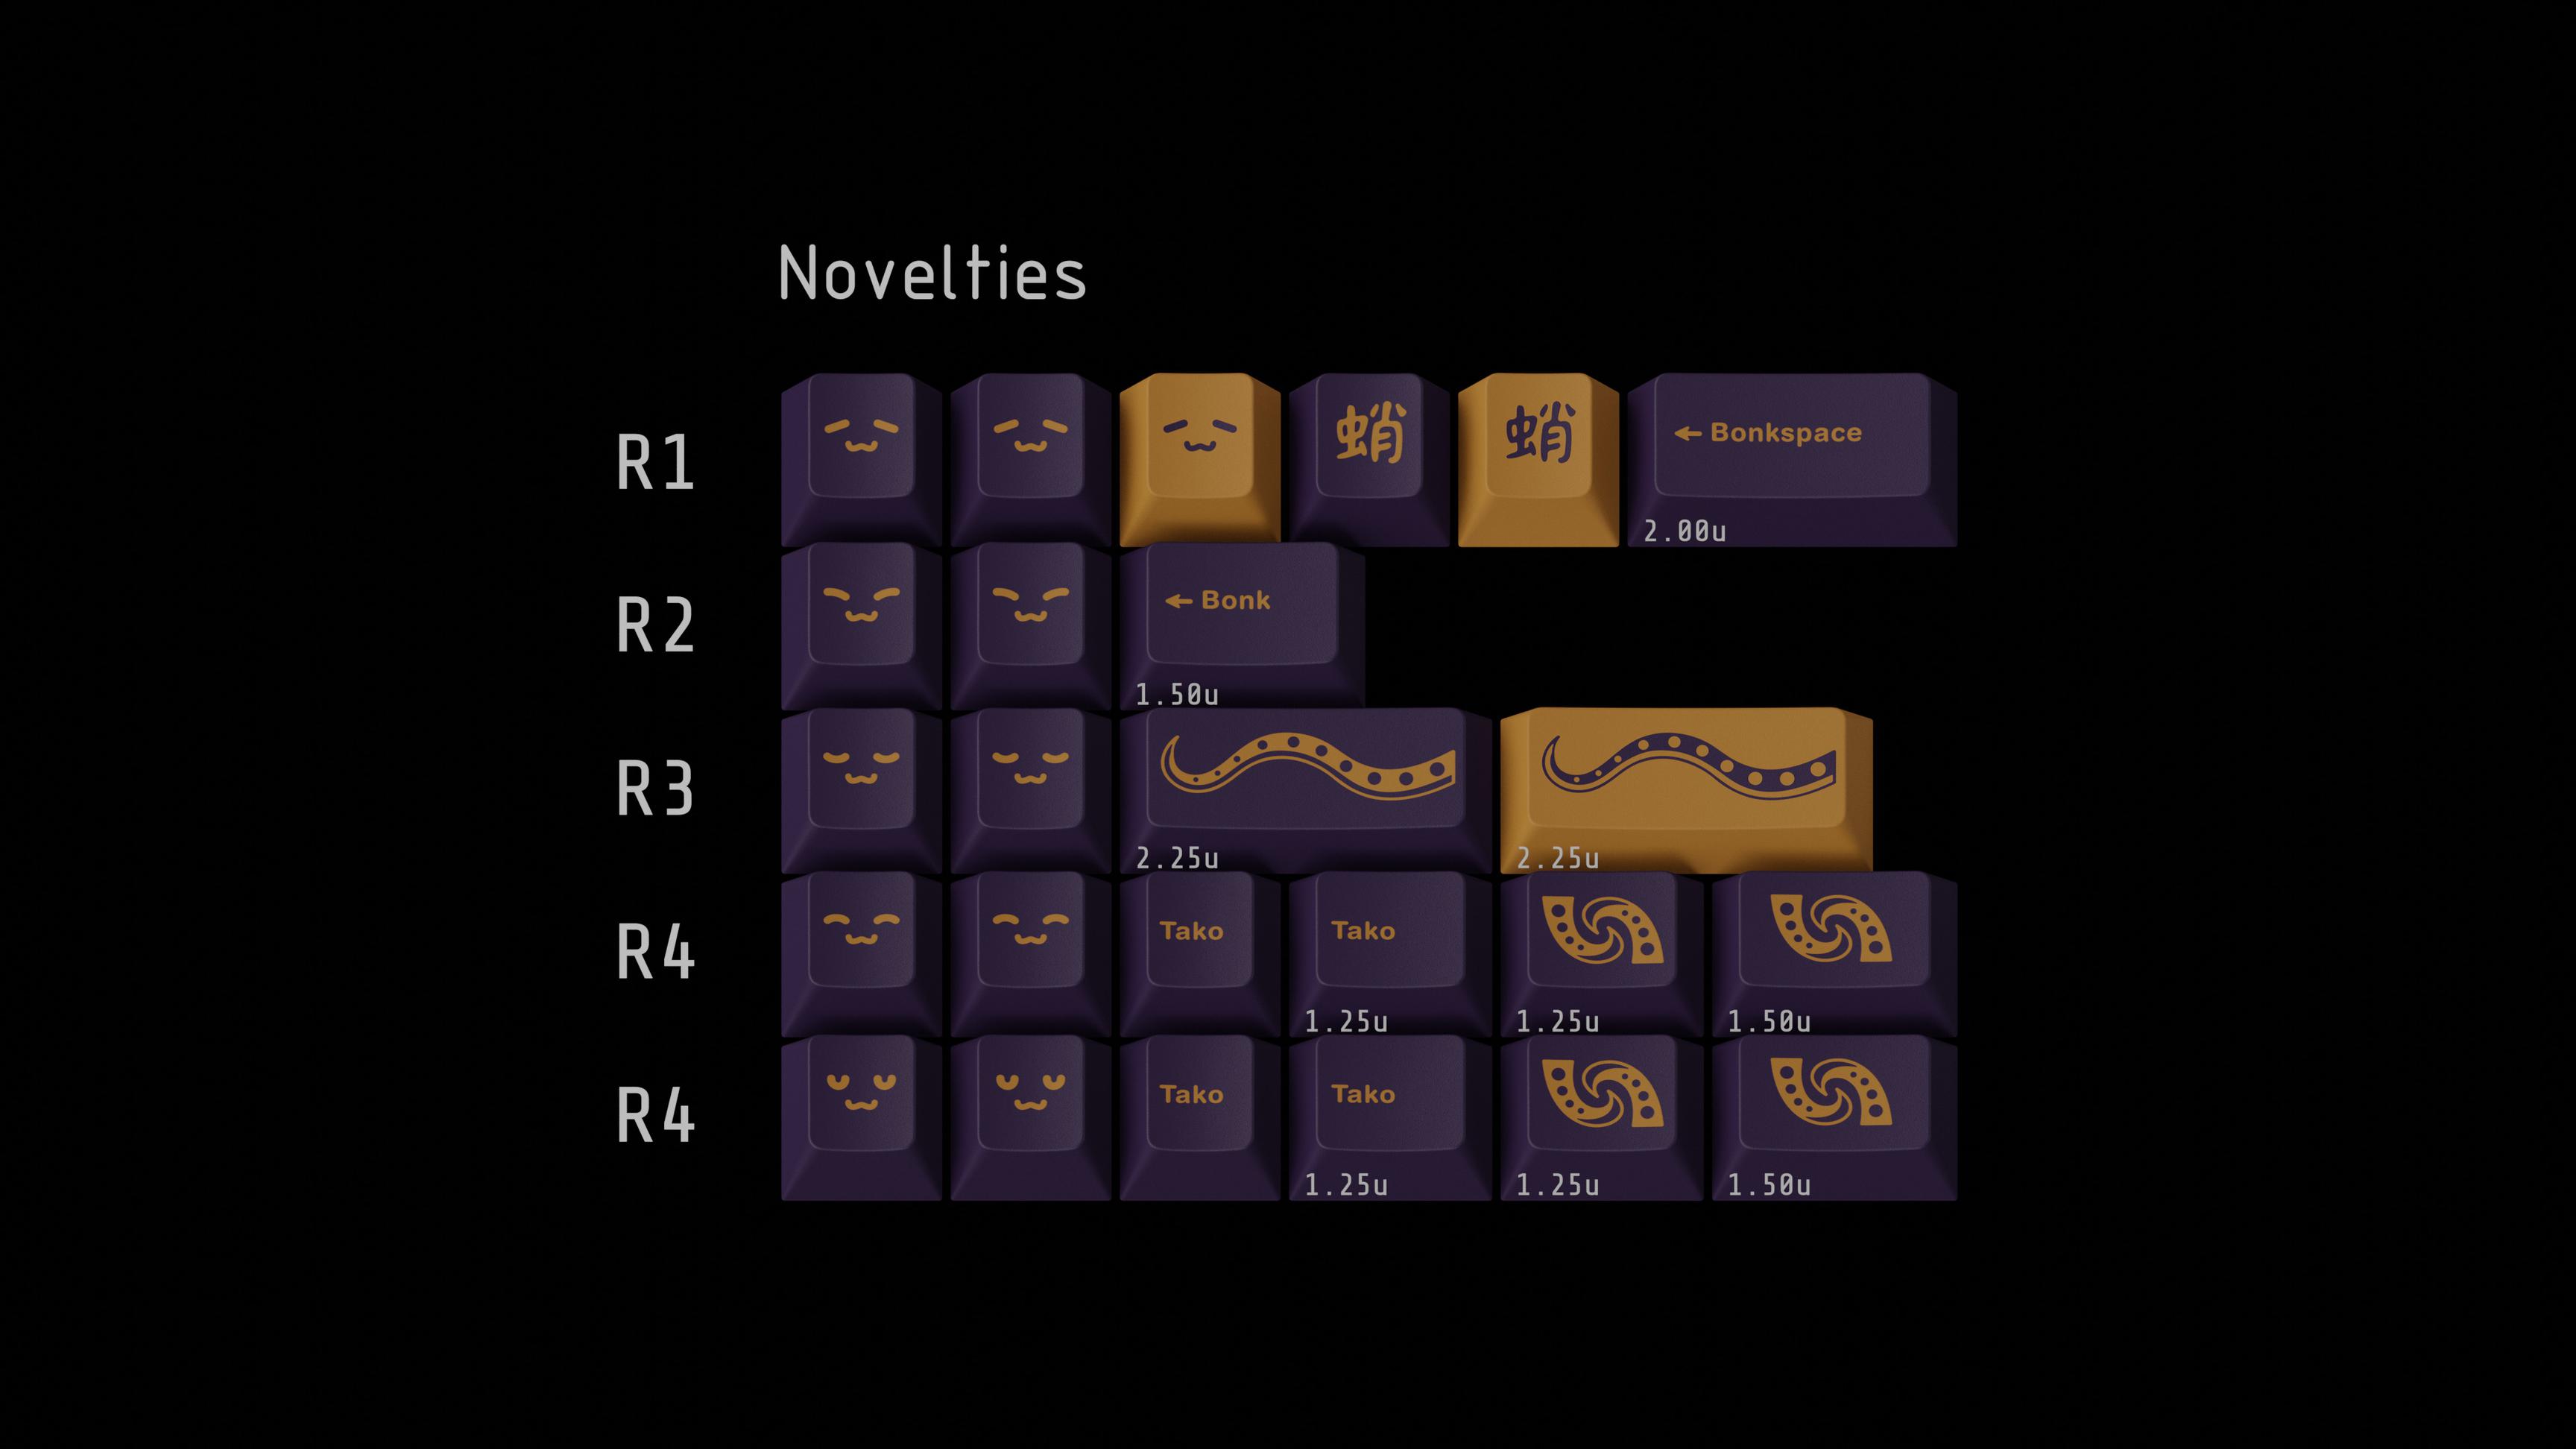 Novelties
R1
蛸 蛸 ← Bonkspace
2.00u
R2
← Bonk
1.50u
R3
2.25u 2.25u
R4
Tako Tako
1.25u 1.25u 1.50u
R4
Tako Tako
1.25u 1.25u 1.50u